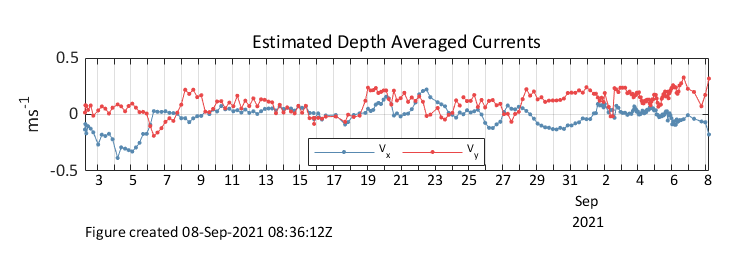 Estimated Depth Averaged Currents
ms-1
0.5
0
-0.5
Vx Vy
3 5 7 9 11 13 15 17 19 21 23 25 27 29 31 2 4 6 8
Sep
2021
Figure created 08-Sep-2021 08:36:12Z